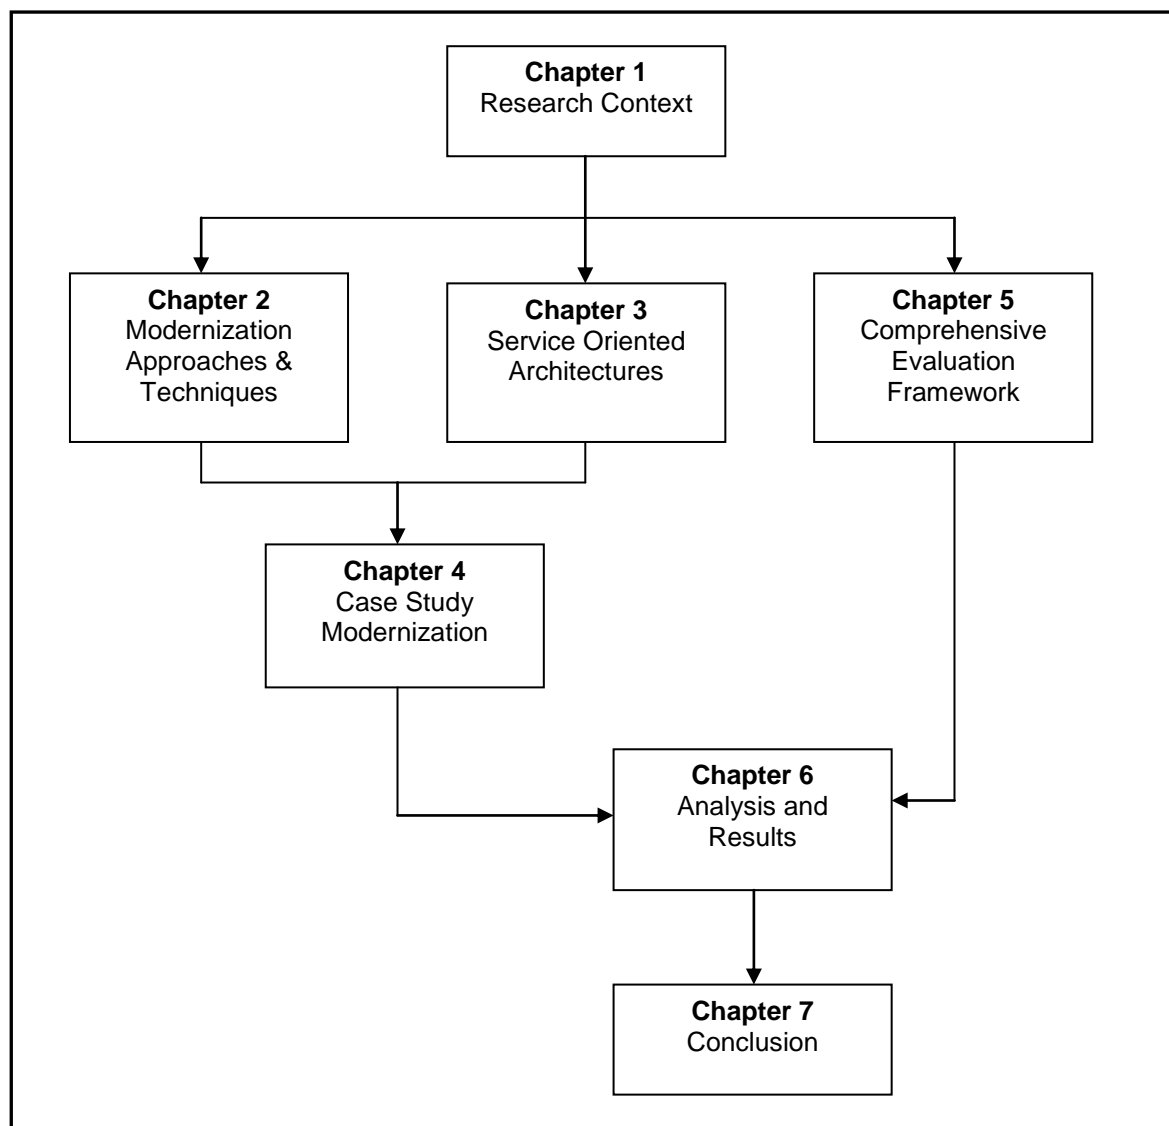 Chapter 1
Research Context
Chapter 2
Modernization
Approaches &
Techniques
Chapter 3
Service Oriented
Architectures
Chapter 5
Comprehensive
Evaluation
Framework
Chapter 4
Case Study
Modernization
Chapter 6
Analysis and
Results
Chapter 7
Conclusion